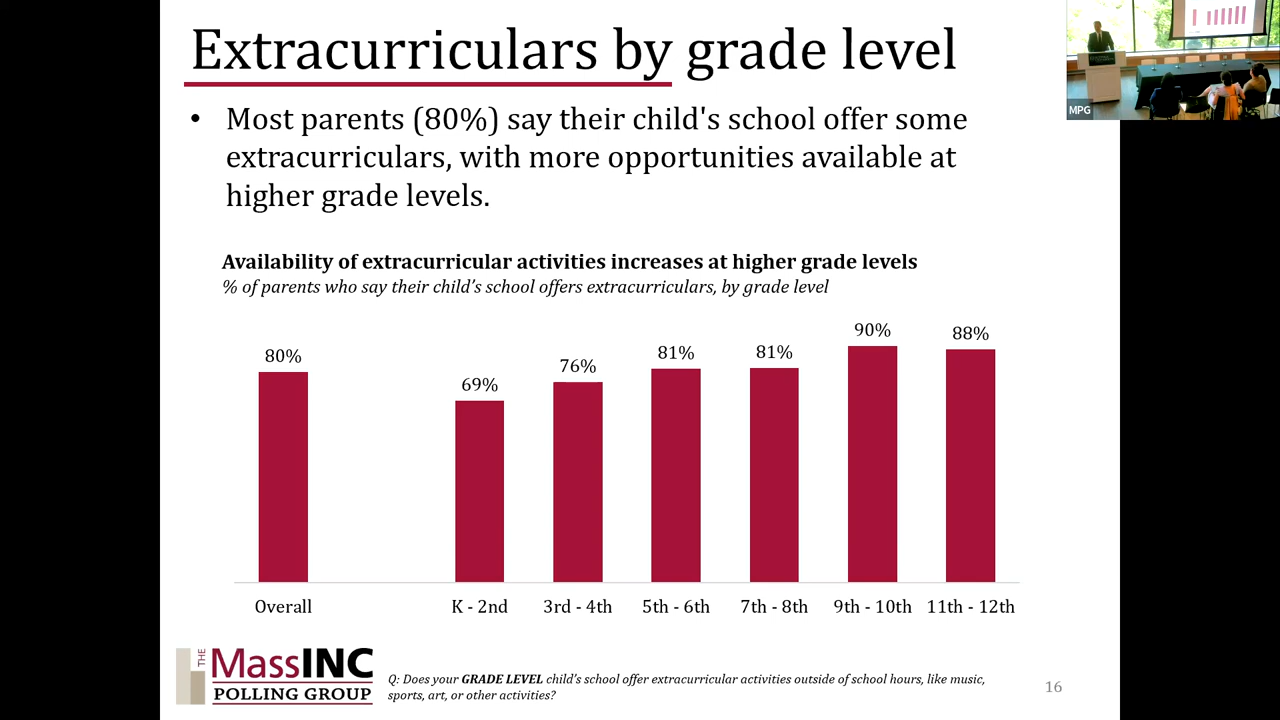 Extracurriculars by grade level
MPG
• Most parents (80%) say their child's school offer some
extracurriculars, with more opportunities available at
higher grade levels.
Availability of extracurricular activities increases at higher grade levels
% of parents who say their child’s school offers extracurriculars, by grade level
80%
69%
76%
81%
81%
90%
88%
Overall
K - 2nd
3rd - 4th
5th - 6th
7th - 8th
9th - 10th
11th - 12th
THE
MassINC
POLLING GROUP
Q: Does your GRADE LEVEL child’s school offer extracurricular activities outside of school hours, like music,
sports, art, or other activities?
16